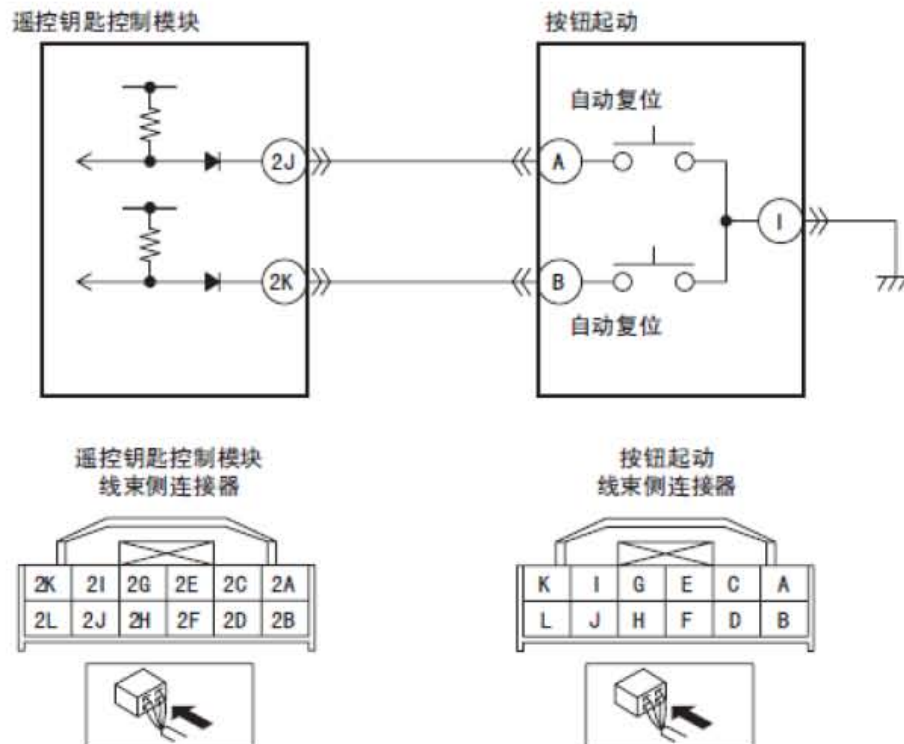 遥控钥匙控制模块
按钮起动
自动复位
2J
A
I
2K
B
自动复位
遥控钥匙控制模块
线束侧连接器
按钮起动
线束侧连接器
2K 2I 2G 2E 2C 2A
2L 2J 2H 2F 2D 2B
K I G E C A
L J H F D B